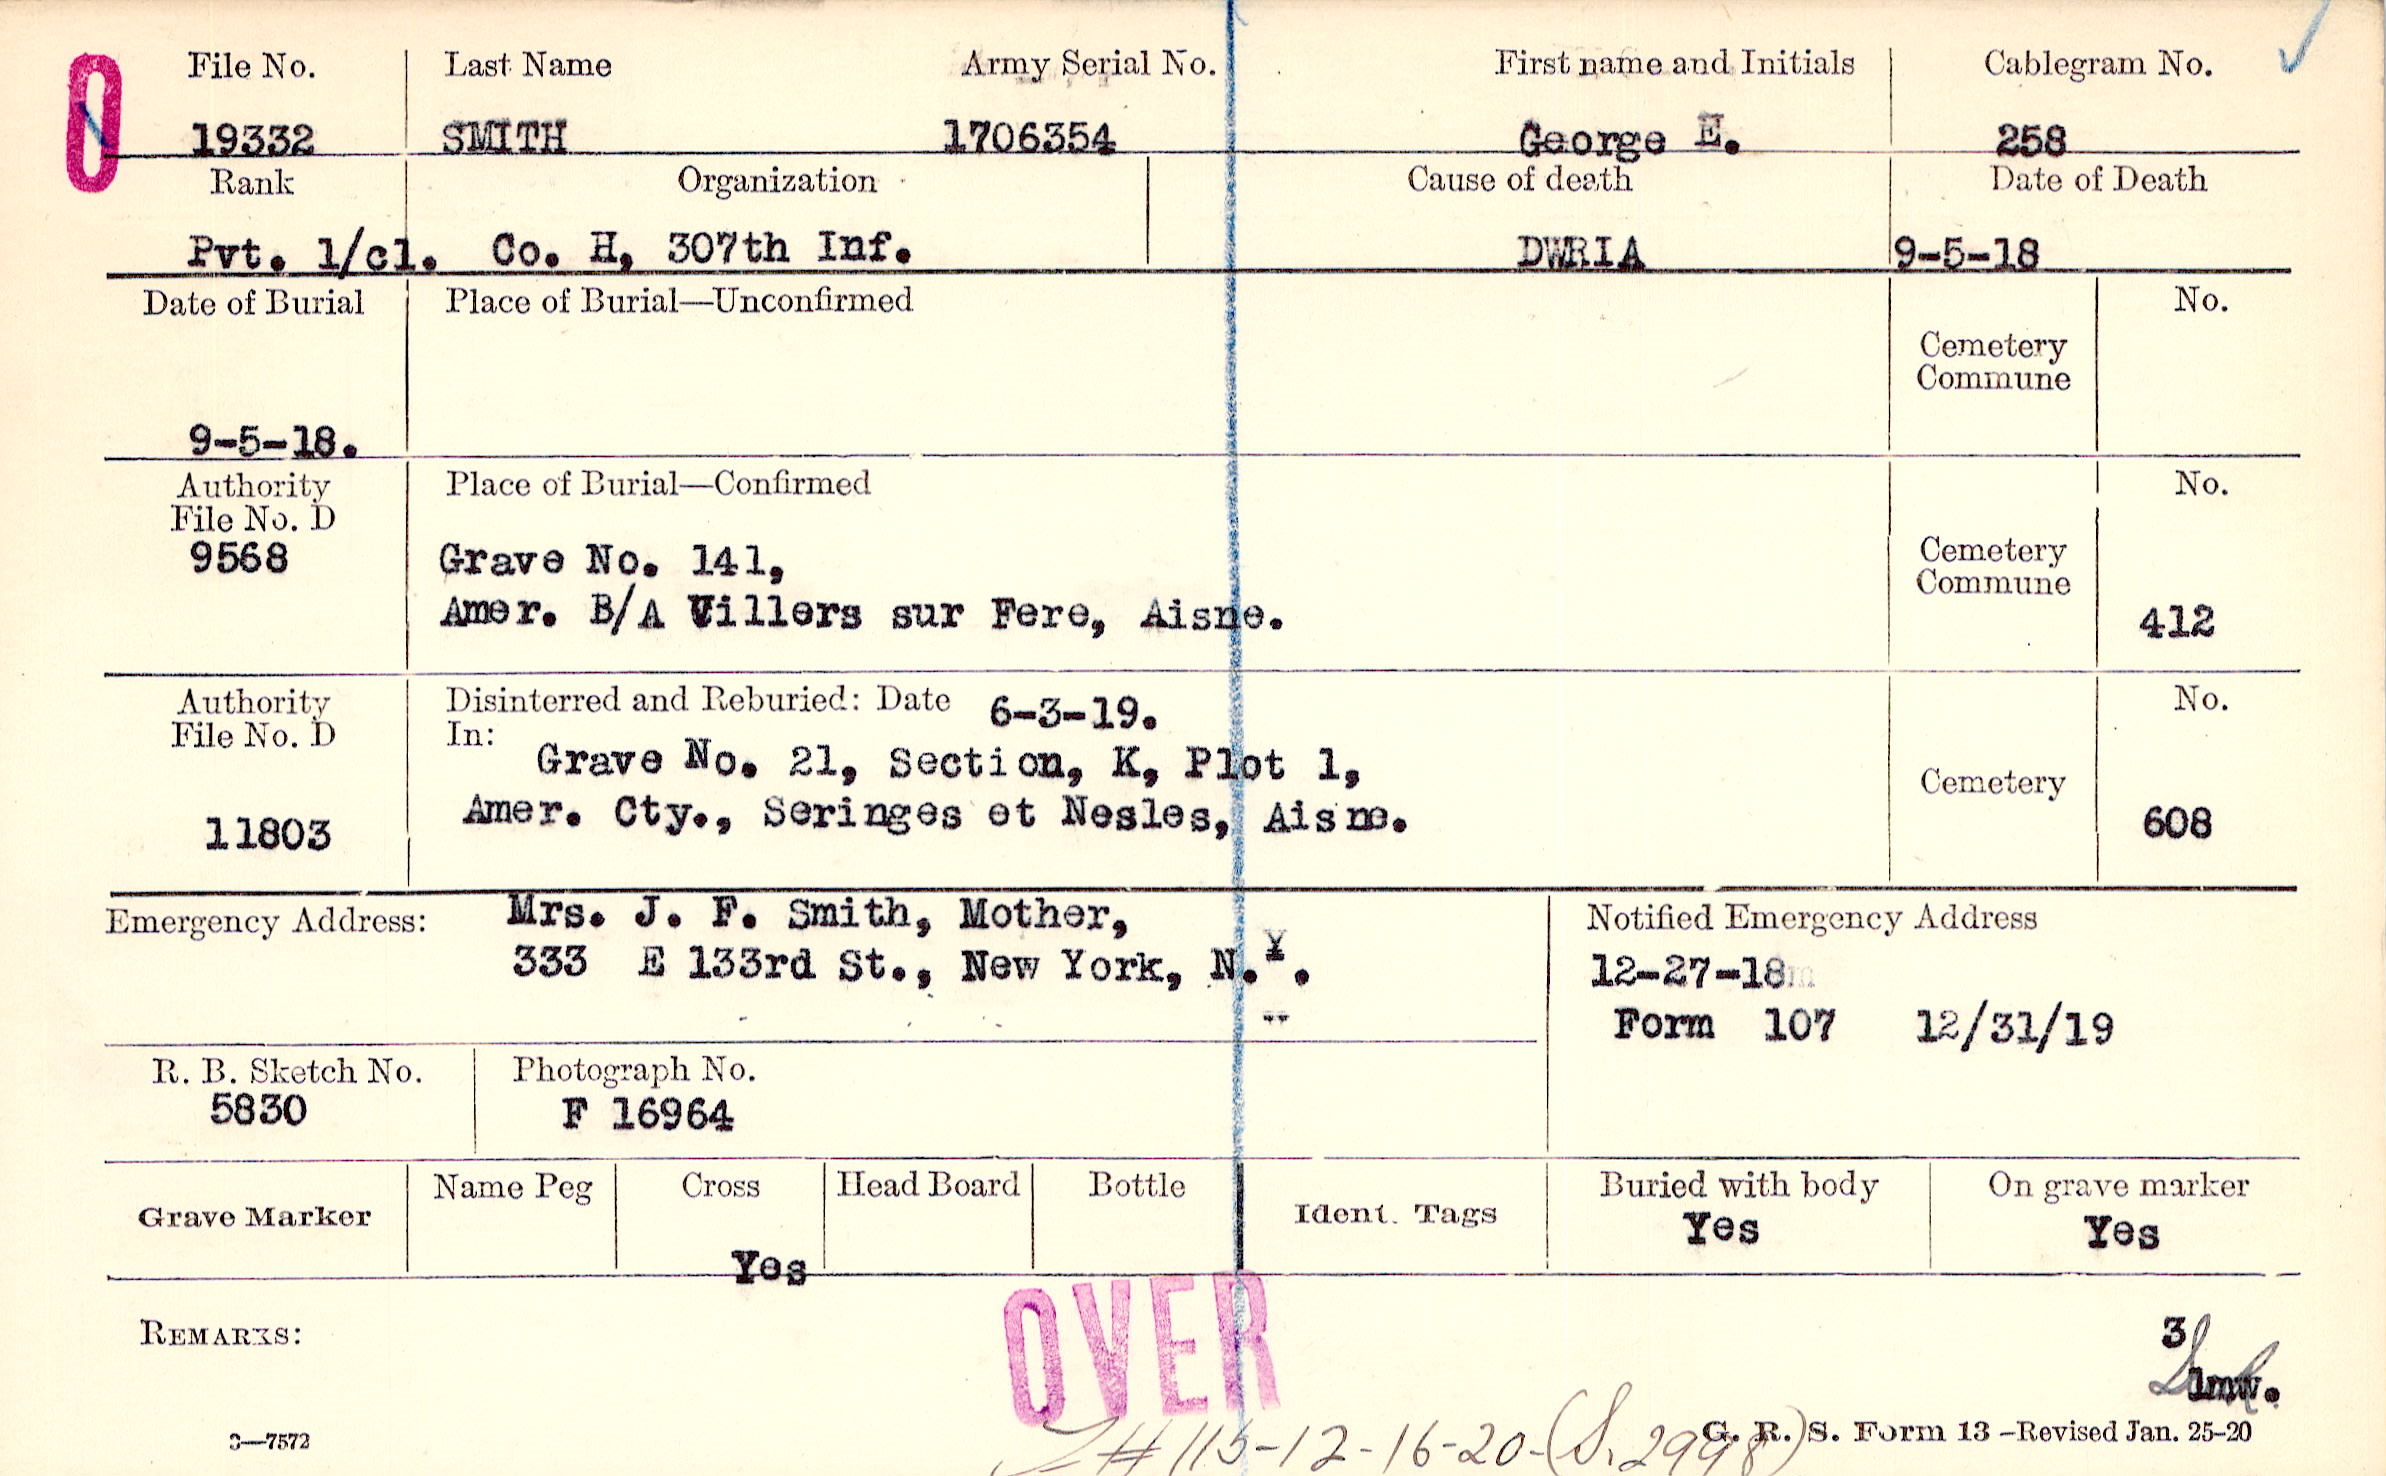 O
File No. Last Name Army Serial No. First name and Initials Cablegram No.
19332 SMITH 1706354 George E. 258
Rank Organization Cause of death Date of Death
Pvt. 1/cl. Co. H, 307th Inf. DWRIA 9-5-18
Date of Burial Place of Burial—Unconfirmed No.
Cemetery
Commune
9-5-18.
Authority Place of Burial—Confirmed No.
File No. D
9568 Grave No. 141, Cemetery
Commune
Amer. B/A Villers sur Fere, Aisne. 412
Authority Disinterred and Reburied: Date 6-3-19. No.
File No. D In:
Grave No. 21, Section, K, Plot 1,
Cemetery
11803 Amer. Cty., Seringes et Nesles, Aisne. 608
Emergency Address: Mrs. J. F. Smith, Mother, Notified Emergency Address
333 E 133rd St., New York, N.Y. 12-27-18
Form 107 12/31/19
R. B. Sketch No. Photograph No.
5830 F 16964
Name Peg Cross Head Board Bottle Buried with body On grave marker
Grave Marker Ident. Tags Yes Yes
Yes
OVER
REMARKS: 3
lmw.
3—7572 G. R. S. Form 13 –Revised Jan. 25–20
# 115-12-16-20-(S. 2998)